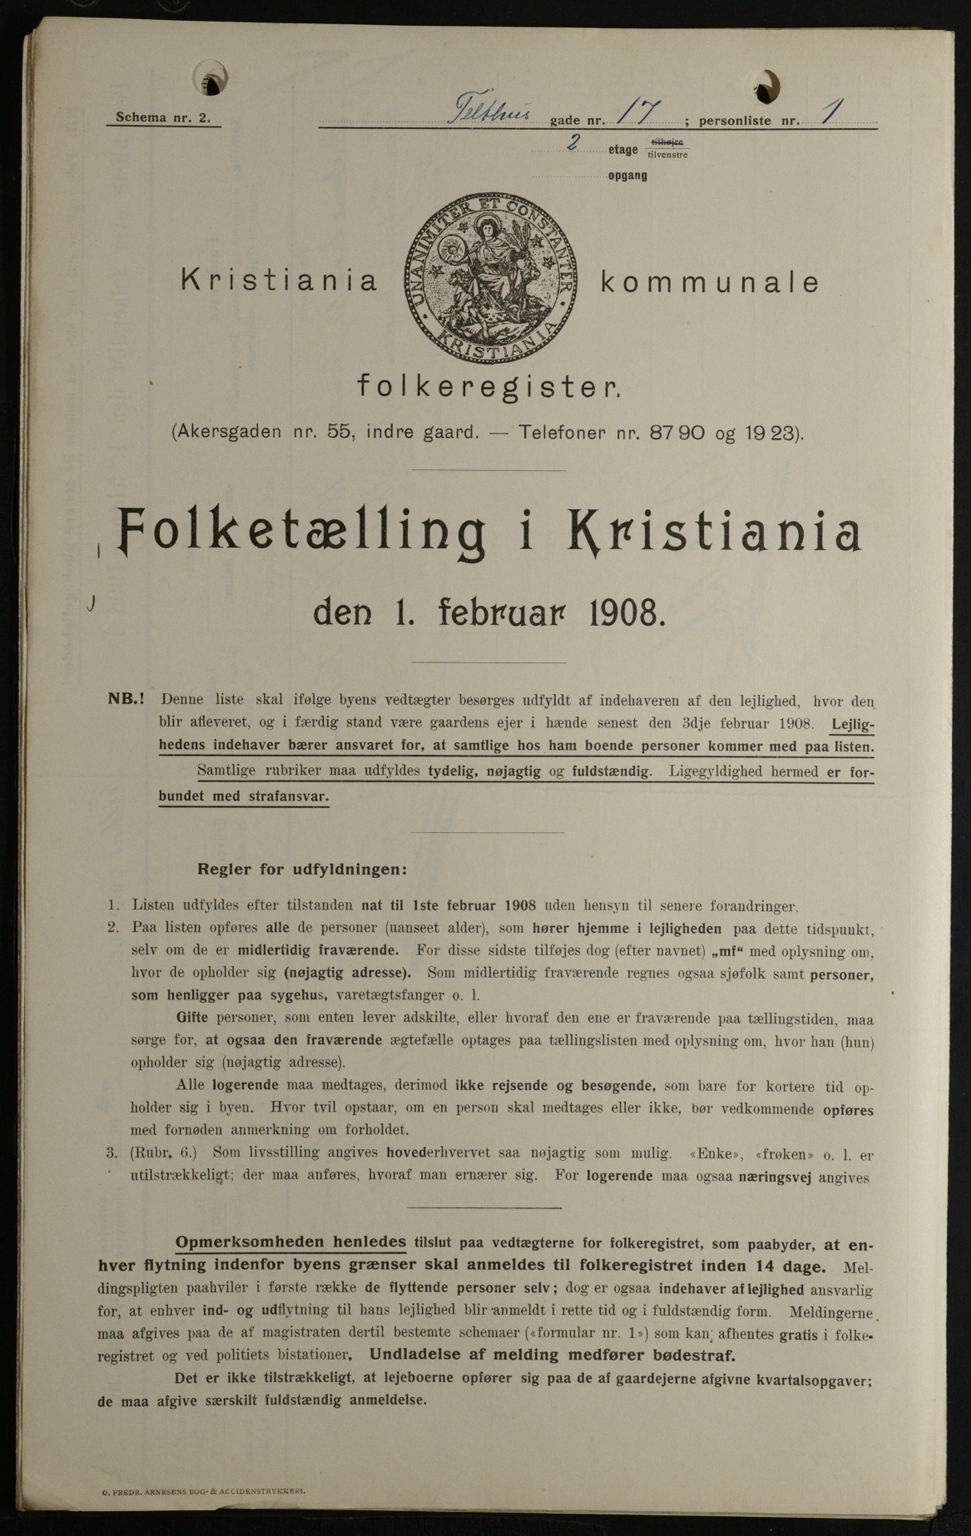 Schema nr. 2.
Telthus gade nr. 17 ; personliste nr. 1
2 etage tilhøjre
tilvenstre
opgang
UNANIMITER ET CONSTANTER
KRISTIANIA
Kristiania kommunale
folkeregister.
(Akersgaden nr. 55, indre gaard. — Telefoner nr. 87 90 og 19 23).
Folketælling i Kristiania
den 1. februar 1908.
NB.! Denne liste skal ifølge byens vedtægter besørges udfyldt af indehaveren af den lejlighed, hvor den
blir afleveret, og i færdig stand være gaardens ejer i hænde senest den 3dje februar 1908. Lejlig-
hedens indehaver bærer ansvaret for, at samtlige hos ham boende personer kommer med paa listen.
Samtlige rubriker maa udfyldes tydelig, nøjagtig og fuldstændig. Ligegyldighed hermed er for-
bundet med strafansvar.
Regler for udfyldningen:
1. Listen udfyldes efter tilstanden nat til 1ste februar 1908 uden hensyn til senere forandringer.
2. Paa listen opføres alle de personer (uanseet alder), som hører hjemme i lejligheden paa dette tidspunkt,
selv om de er midlertidig fraværende. For disse sidste tilføjes dog (efter navnet) „mf“ med oplysning om,
hvor de opholder sig (nøjagtig adresse). Som midlertidig fraværende regnes ogsaa sjøfolk samt personer,
som henligger paa sygehus, varetægtsfanger o. l.
Gifte personer, som enten lever adskilte, eller hvoraf den ene er fraværende paa tællingstiden, maa
sørge for, at ogsaa den fraværende ægtefælle optages paa tællingslisten med oplysning om, hvor han (hun)
opholder sig (nøjagtig adresse).
Alle logerende maa medtages, derimod ikke rejsende og besøgende, som bare for kortere tid op-
holder sig i byen. Hvor tvil opstaar, om en person skal medtages eller ikke, bør vedkommende opføres
med fornøden anmerkning om forholdet.
3. (Rubr. 6.) Som livsstilling angives hovederhvervet saa nøjagtig som mulig. «Enke», «frøken» o. l. er
utilstrækkeligt; der maa anføres, hvoraf man ernærer sig. For logerende maa ogsaa næringsvej angives
Opmerksomheden henledes tilslut paa vedtægterne for folkeregistret, som paabyder, at en-
hver flytning indenfor byens grænser skal anmeldes til folkeregistret inden 14 dage. Mel-
dingspligten paahviler i første række de flyttende personer selv; dog er ogsaa indehaver af lejlighed ansvarlig
for, at enhver ind- og udflytning til hans lejlighed blir anmeldt i rette tid og i fuldstændig form. Meldingerne
maa afgives paa de af magistraten dertil bestemte schemaer («formular nr. 1») som kan afhentes gratis i folke-
registret og ved politiets bistationer. Undladelse af melding medfører bødestraf.
Det er ikke tilstrækkeligt, at lejeboerne opfører sig paa de af gaardejerne afgivne kvartalsopgaver;
de maa afgive særskilt fuldstændig anmeldelse.
O. FREDR. ARNESENS BOG- & ACCIDENSTRYKKERI.